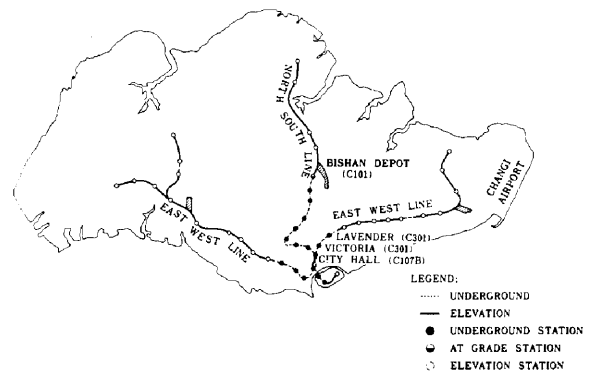 NORTH SOUTH LINE
BISHAN DEPOT
(C101)
CHANGI
AIRPORT
EAST WEST LINE
EAST WEST LINE
LAVENDER (C301)
VICTORIA (C301)
CITY HALL (C107B)
LEGEND:
UNDERGROUND
ELEVATION
UNDERGROUND STATION
AT GRADE STATION
ELEVATION STATION